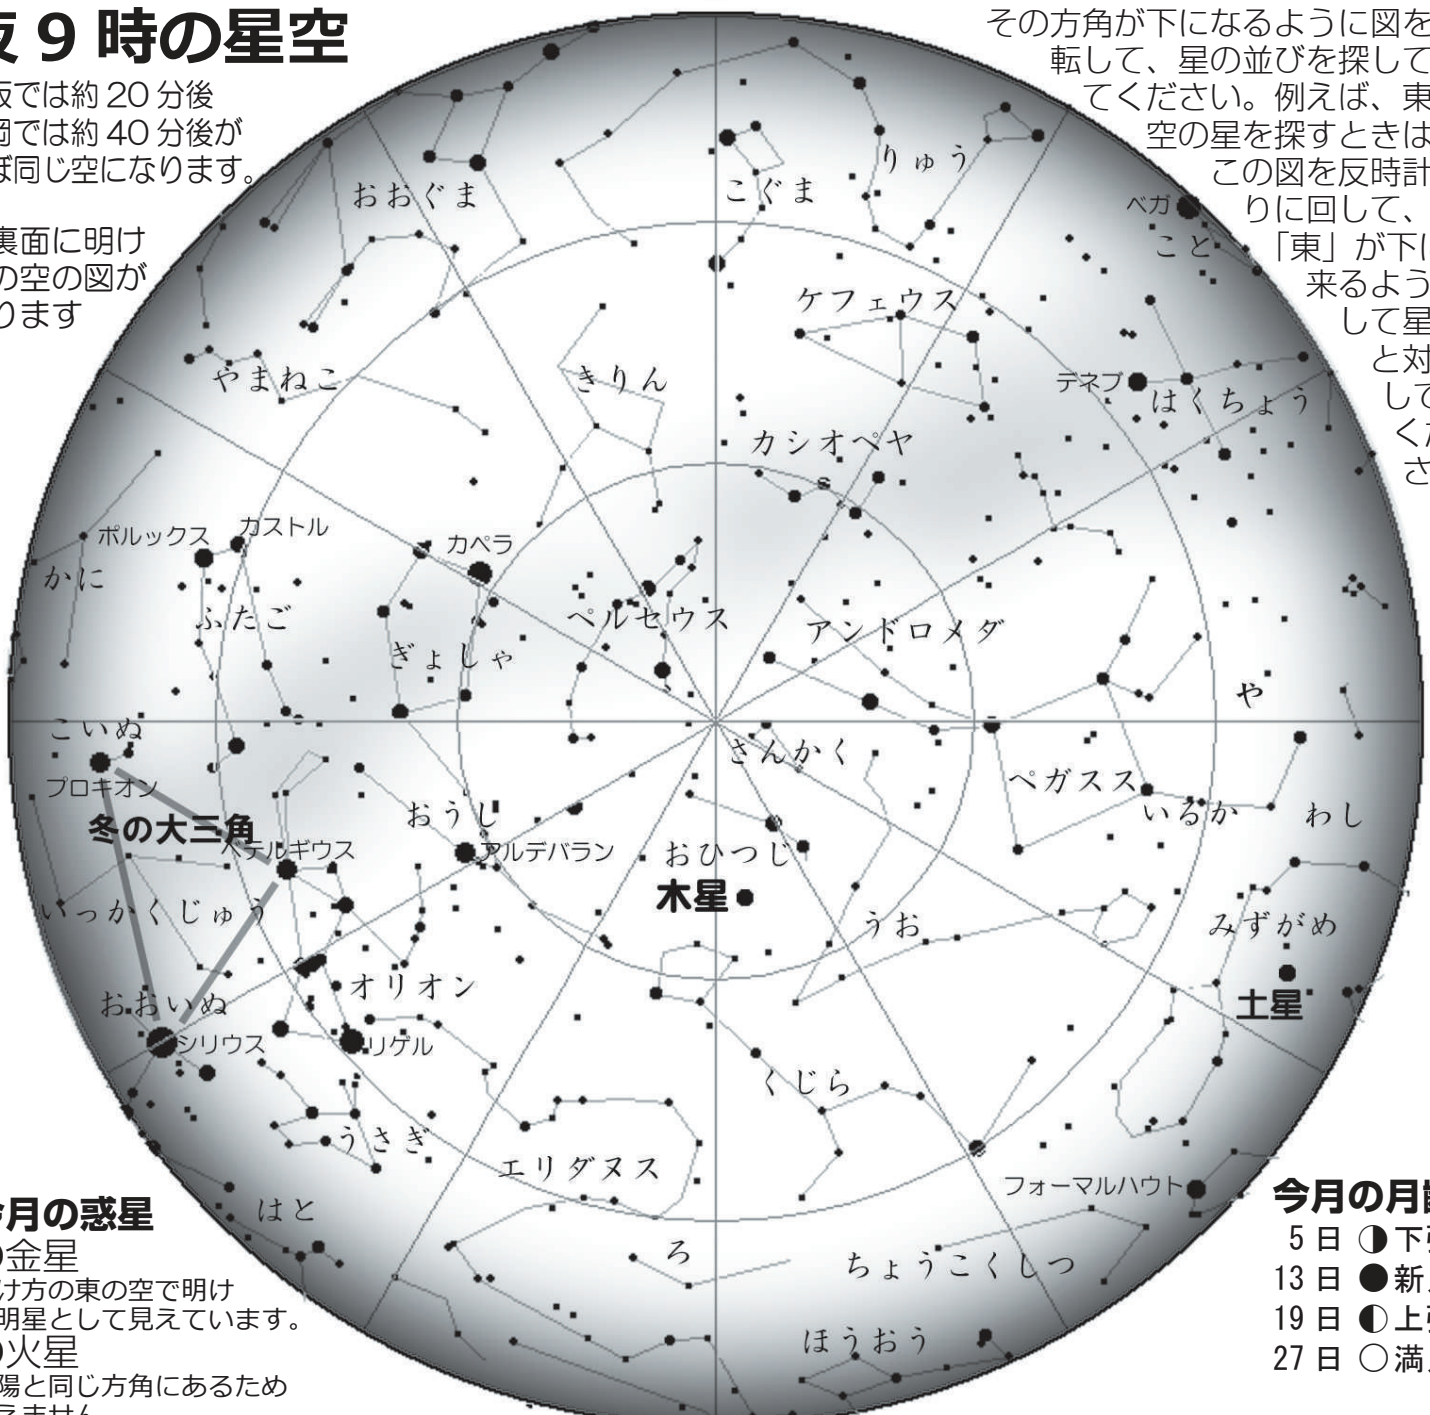 夜９時の星空
阪では約 20 分後
岡では約 40 分後が
ぼ同じ空になります。
裏面に明け
の空の図が
ります
その方角が下になるように図を
転して、星の並びを探して
てください。例えば、東
空の星を探すときは
この図を反時計
りに回して、
「東」が下に
来るよう
して星
と対
して
くだ
さ
おおぐま
こぐま
りゅう
ベガ
こと
ケフェウス
やまねこ
きりん
デネブ
はくちょう
カシオペヤ
ポルックス
カストル
カペラ
かに
ふたご
ぎょしゃ
ペルセウス
アンドロメダ
や
こいぬ
プロキオン
さんかく
ペガスス
いるか
わし
冬の大三角
おうし
ベテルギウス
アルデバラン
おひつじ
木星
いっかくじゅう
うお
みずがめ
土星
オリオン
おおいぬ
シリウス
リゲル
くじら
うさぎ
エリダヌス
フォーマルハウト
はと
ろ
ちょうこくしつ
ほうおう
今月の惑星
金星
け方の東の空で明け
明星として見えています。
火星
陽と同じ方角にあるため
えません
今月の月齢
5 日 ◑下弦
13 日 ●新月
19 日 ◐上弦
27 日 ○満月